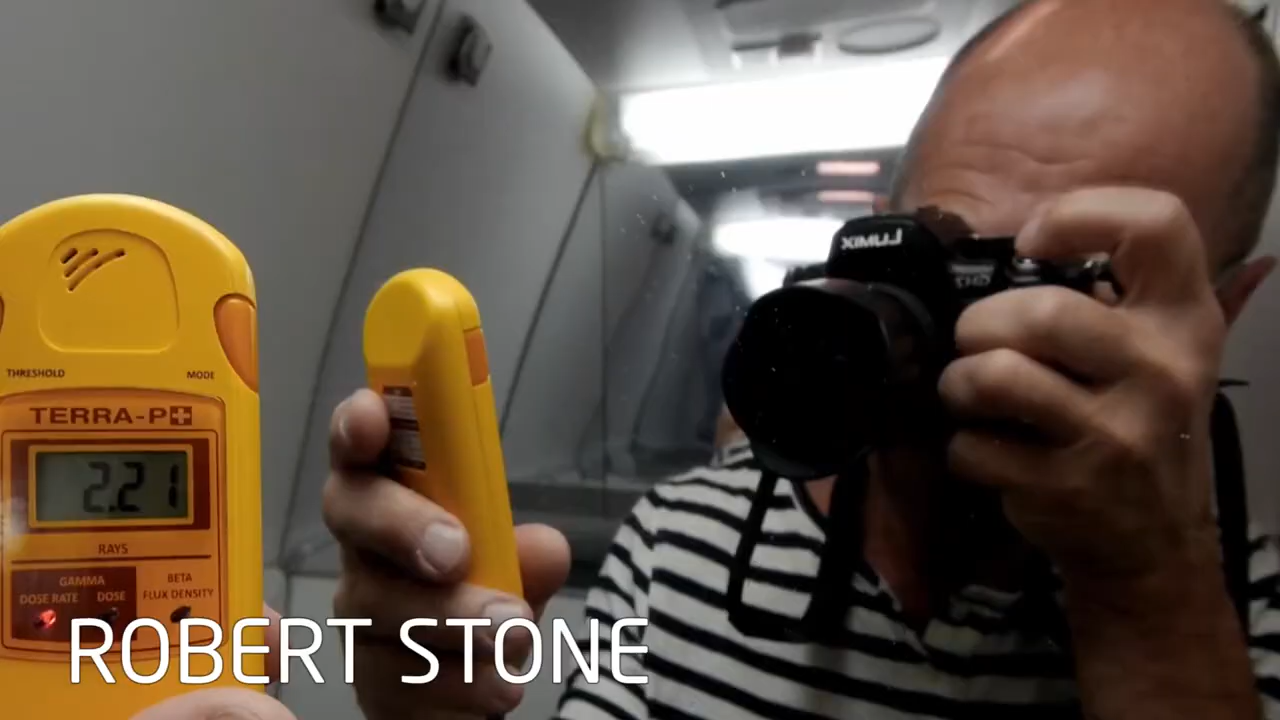 THRESHOLD MODE
TERRA-P
2.21
RAYS
GAMMA
DOSE RATE DOSE
BETA
FLUX DENSITY
LUMIX
ROBERT STONE